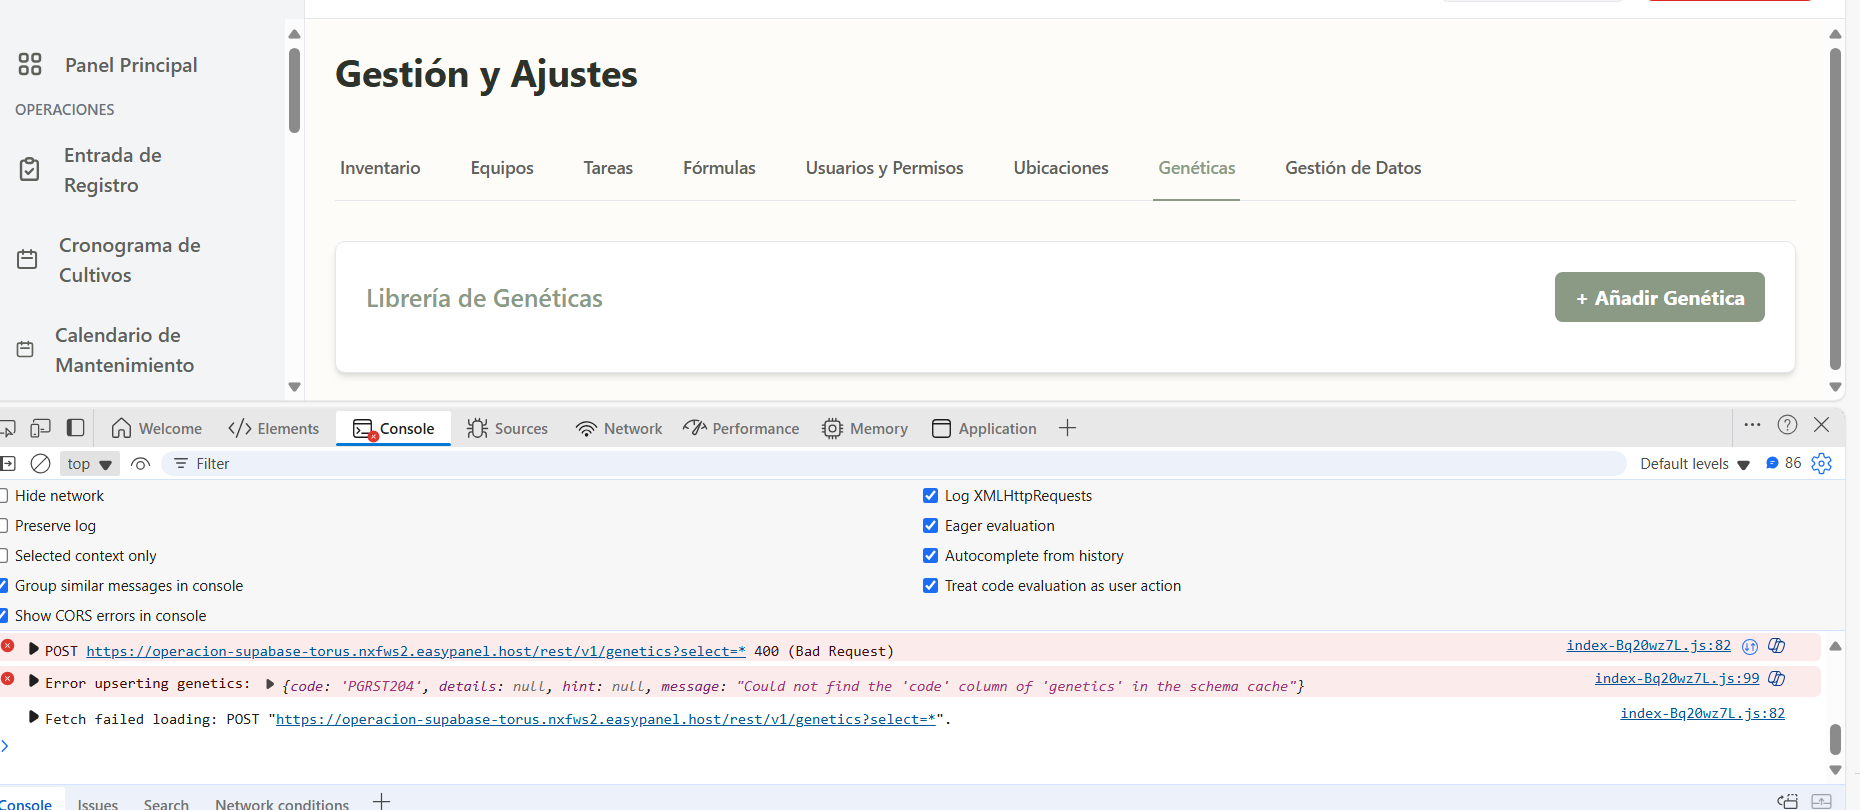 Panel Principal
OPERACIONES
Entrada de
Registro
Cronograma de
Cultivos
Calendario de
Mantenimiento
Gestión y Ajustes
Inventario Equipos Tareas Fórmulas Usuarios y Permisos Ubicaciones Genéticas Gestión de Datos
Librería de Genéticas
+ Añadir Genética
Welcome Elements Console Sources Network Performance Memory Application
top Filter Default levels 86
Hide network
Log XMLHttpRequests
Preserve log
Eager evaluation
Selected context only
Autocomplete from history
Group similar messages in console
Treat code evaluation as user action
Show CORS errors in console
POST https://operacion-supabase-torus.nxfws2.easypanel.host/rest/v1/genetics?select=* 400 (Bad Request) index-Bq20wz7L.js:82
Error upserting genetics: {code: 'PGRST204', details: null, hint: null, message: "Could not find the 'code' column of 'genetics' in the schema cache"} index-Bq20wz7L.js:99
Fetch failed loading: POST "https://operacion-supabase-torus.nxfws2.easypanel.host/rest/v1/genetics?select=*". index-Bq20wz7L.js:82
Console Issues Search Network conditions